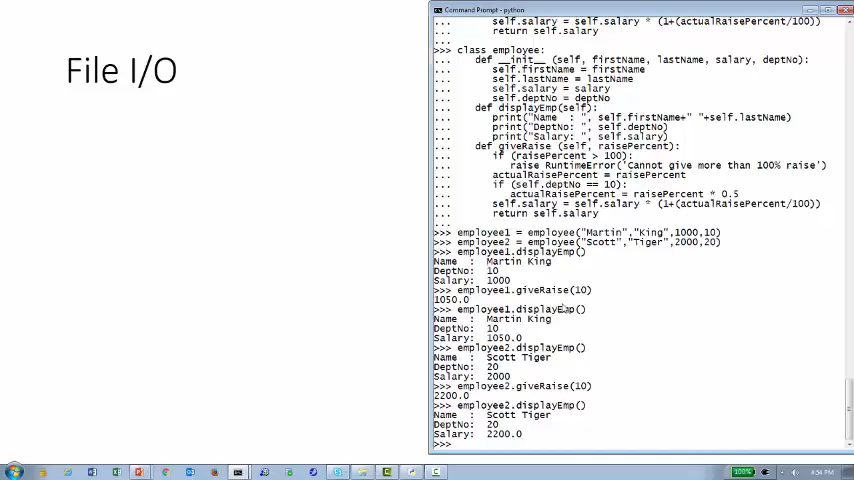 File I/O
Command Prompt - python
...         self.salary = self.salary * (1+(actualRaisePercent/100))
...         return self.salary
...
>>> class employee:
...     def __init__ (self, firstName, lastName, salary, deptNo):
...         self.firstName = firstName
...         self.lastName = lastName
...         self.salary = salary
...         self.deptNo = deptNo
...     def displayEmp(self):
...         print("Name  : ", self.firstName+" "+self.lastName)
...         print("DeptNo: ", self.deptNo)
...         print("Salary: ", self.salary)
...     def giveRaise (self, raisePercent):
...         if (raisePercent > 100):
...             raise RuntimeError('Cannot give more than 100% raise')
...         actualRaisePercent = raisePercent
...         if (self.deptNo == 10):
...             actualRaisePercent = raisePercent * 0.5
...         self.salary = self.salary * (1+(actualRaisePercent/100))
...         return self.salary
...
>>> employee1 = employee("Martin","King",1000,10)
>>> employee2 = employee("Scott","Tiger",2000,20)
>>> employee1.displayEmp()
Name  :  Martin King
DeptNo:  10
Salary:  1000
>>> employee1.giveRaise(10)
1050.0
>>> employee1.displayEmp()
Name  :  Martin King
DeptNo:  10
Salary:  1050.0
>>> employee2.displayEmp()
Name  :  Scott Tiger
DeptNo:  20
Salary:  2000
>>> employee2.giveRaise(10)
2200.0
>>> employee2.displayEmp()
Name  :  Scott Tiger
DeptNo:  20
Salary:  2200.0
>>>
100%
4:54 PM